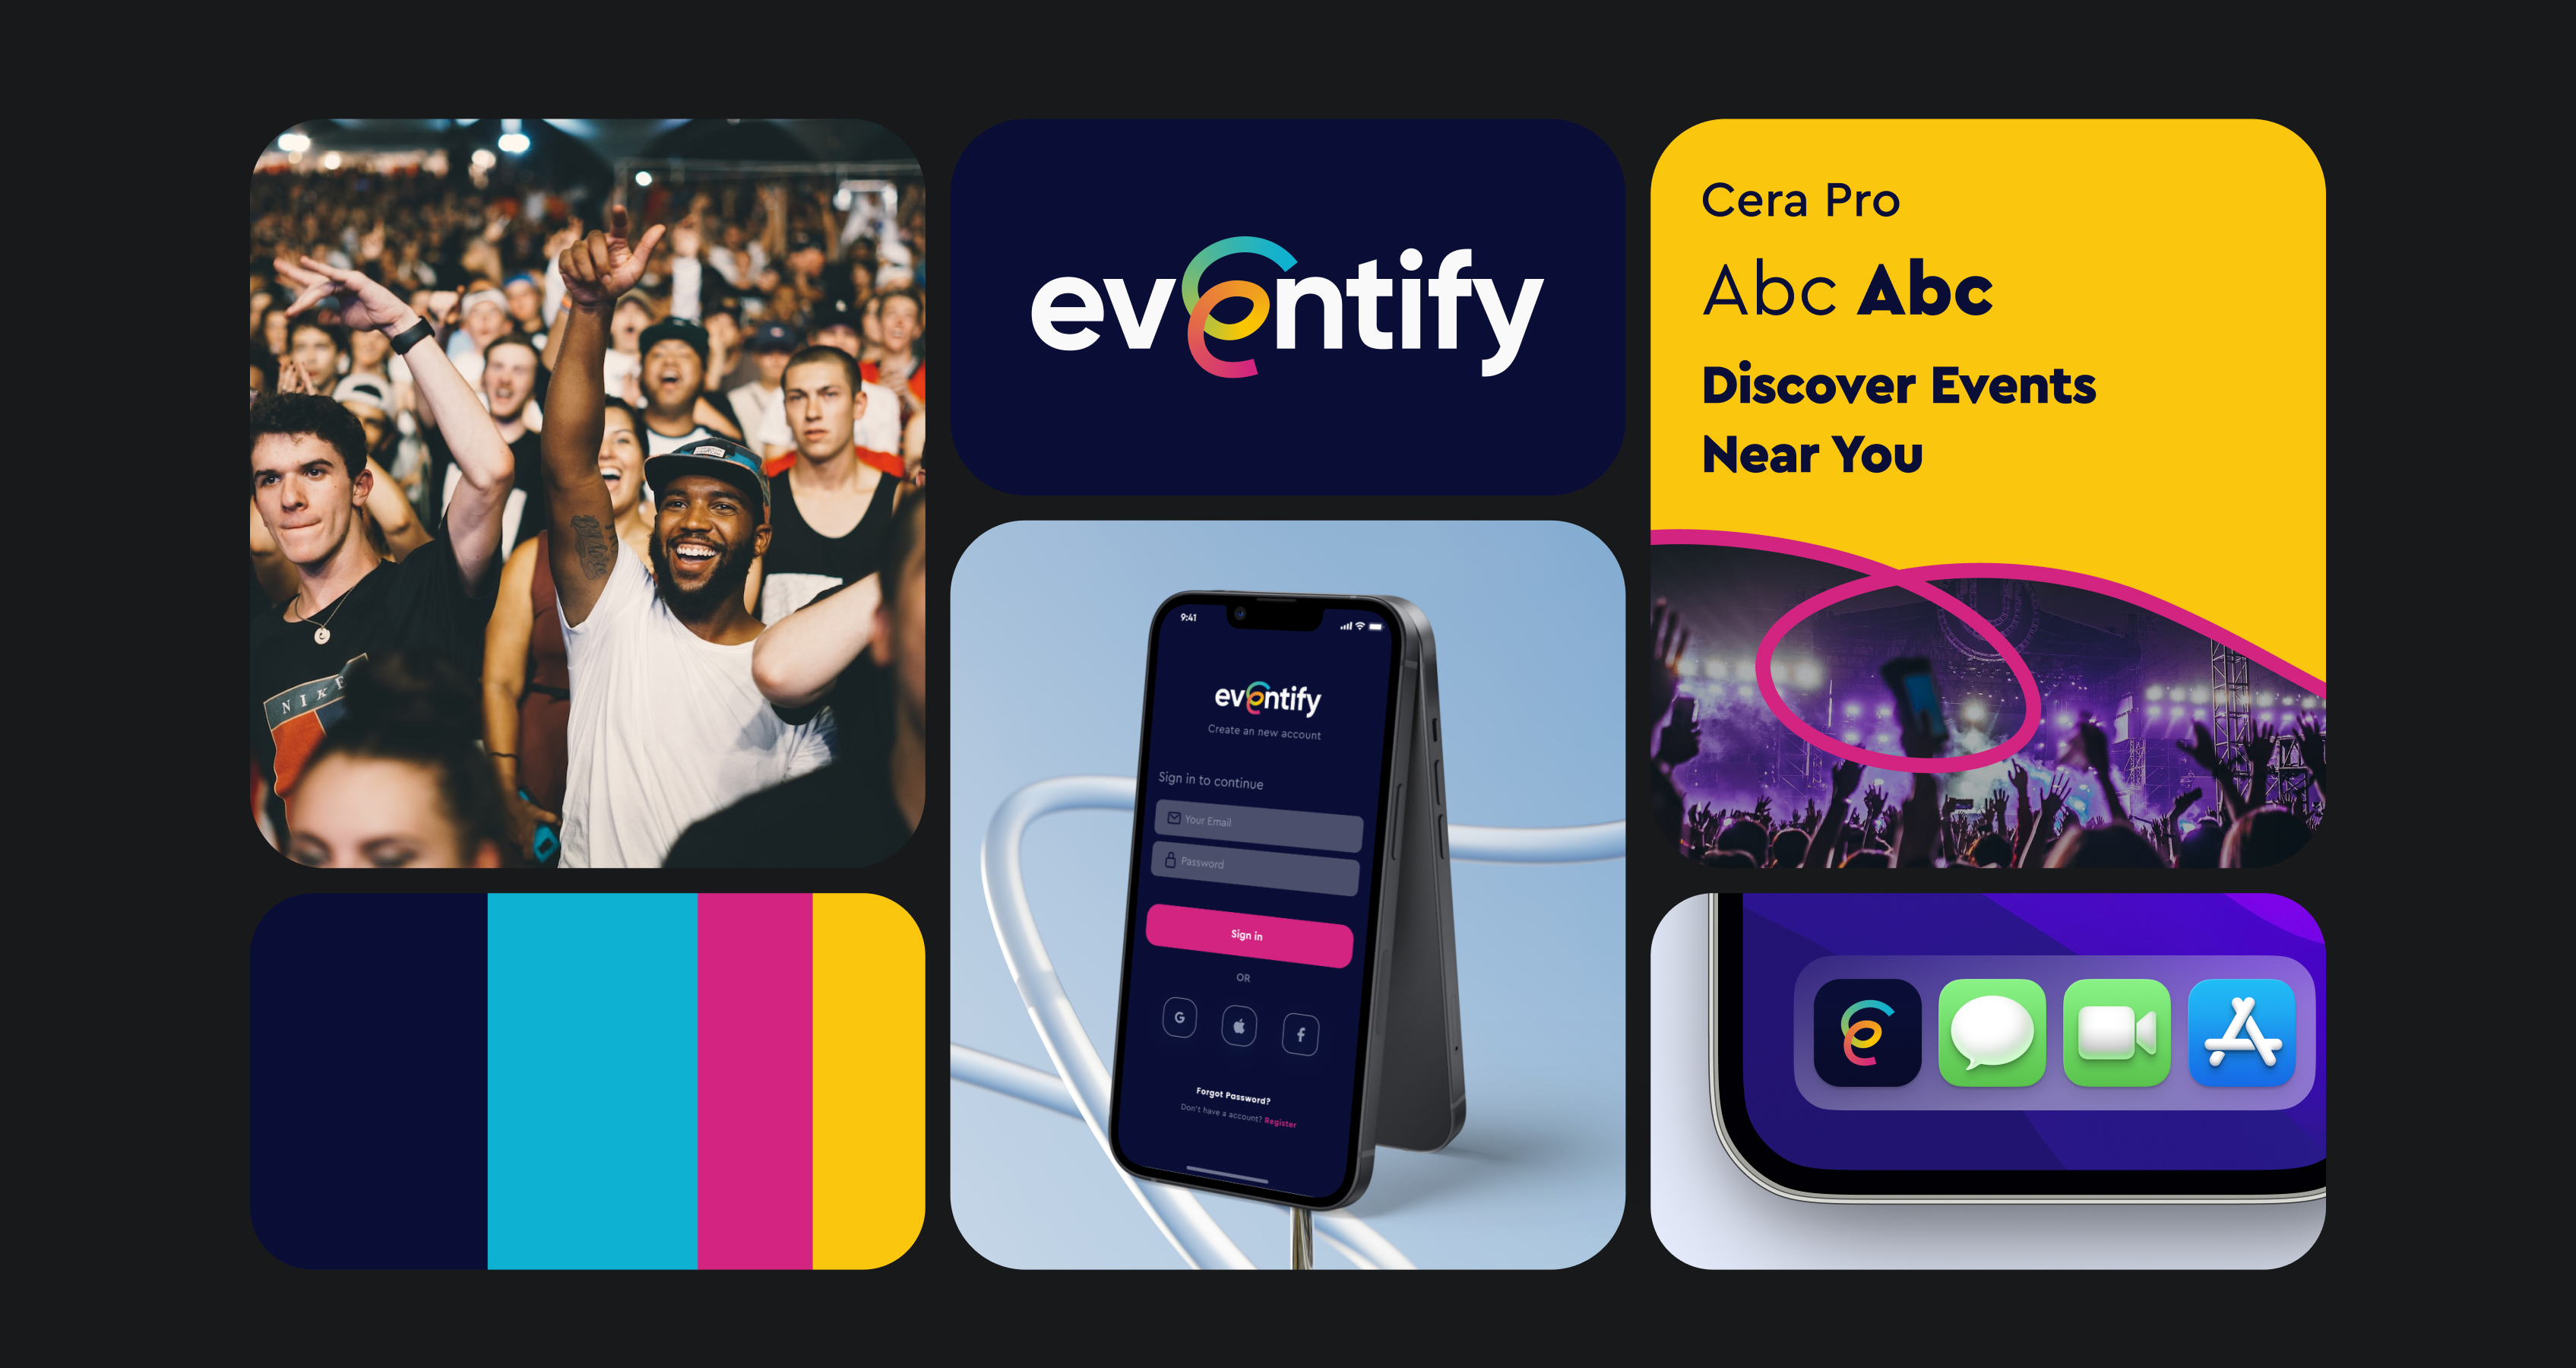 NIKE
eventify
9:41
eventify
Create an new account
Sign in to continue
Your Email
Password
Sign in
OR
G
f
Forgot Password?
Don't have a account? Register
Cera Pro
Abc Abc
Discover Events
Near You